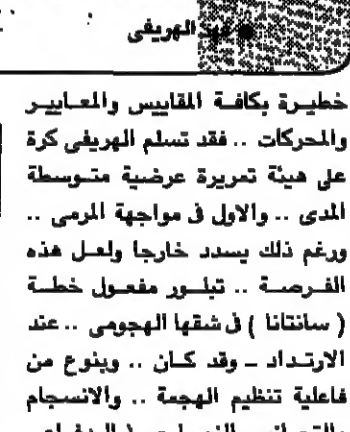 فهد الهريفى
خطيرة بكافة المقاييس والمعايير
والمحركات .. فقد تسلم الهريفى كرة
على هيئة تمريرة عرضية متوسطة
المدى .. والاول فى مواجهة المرمى ..
ورغم ذلك يسدد خارجا ولعل هذه
الفرصة .. تبلور مفعول خطة
( سانتانا ) فى شقها الهجومى .. عند
الارتداد ـ وقد كان .. وينوع من
فاعلية تنظيم الهجمة .. والانسجام